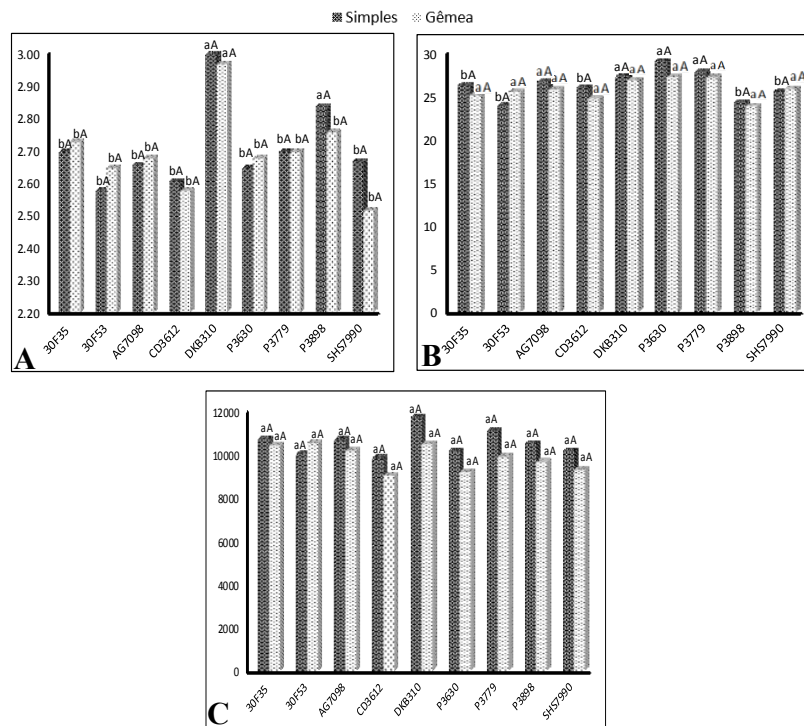 Simples Gêmea
3.00
2.90
2.80
2.70
2.60
2.50
2.40
2.30
2.20
bA bA bA bA bA bA bA bA aA aA bA bA bA bA aA bA bA bA
30F35 30F53 AG7098 CD3612 DKB310 P3630 P3779 P3898 SHS7990
A
30
25
20
15
10
5
0
bA aA bA aA aA aA bA aA aA aA aA aA aA aA bA aA bA aA
30F35 30F53 AG7098 CD3612 DKB310 P3630 P3779 P3898 SHS7990
B
12000
10000
8000
6000
4000
2000
0
aA aA aA aA aA aA aA aA aA aA aA aA aA aA aA aA aA aA
30F35 30F53 AG7098 CD3612 DKB310 P3630 P3779 P3898 SHS7990
C